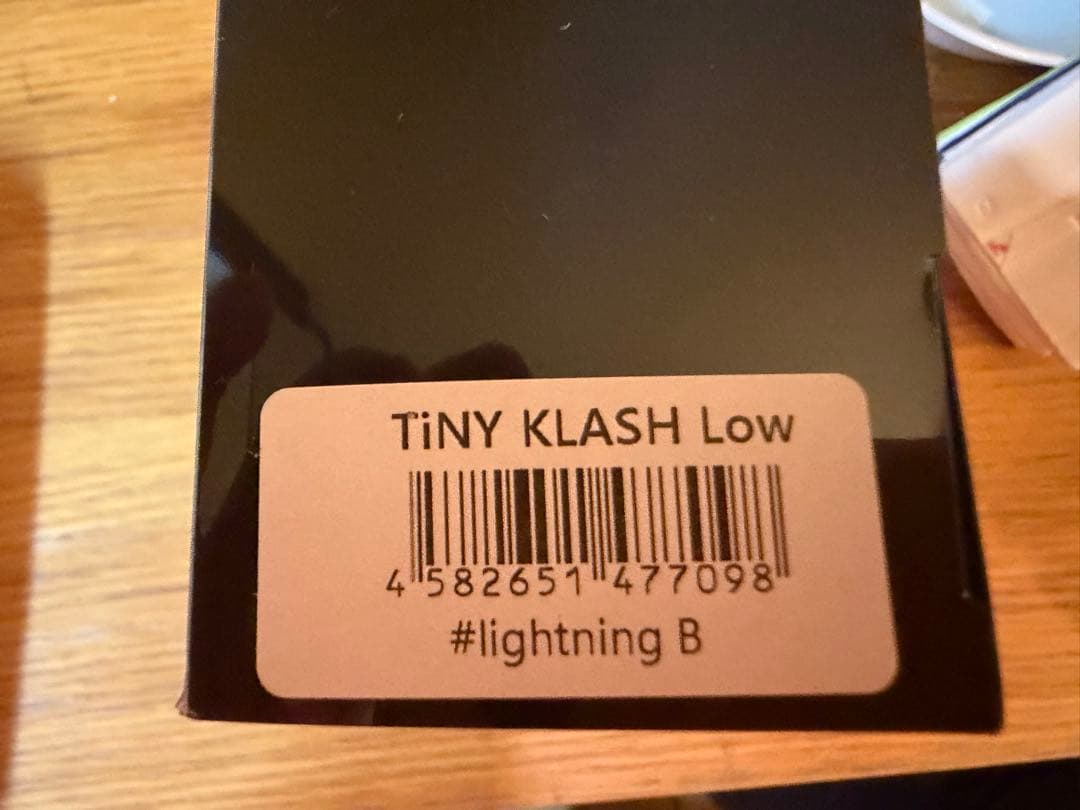 TiNY KLASH Low
4 582651 477098
#lightning B